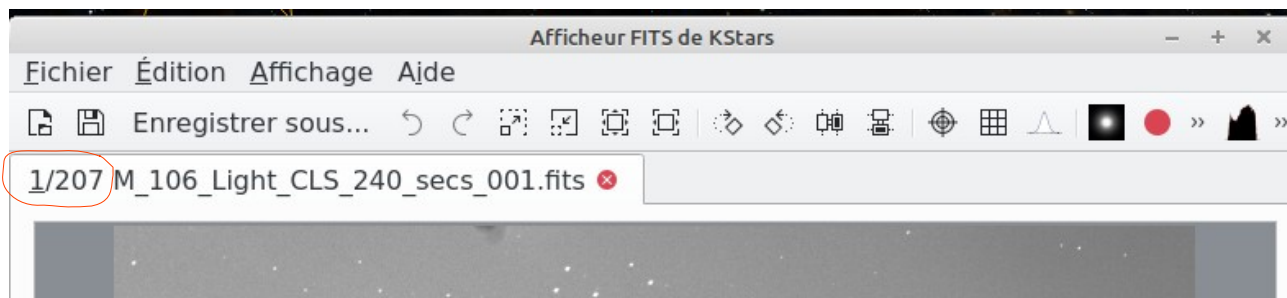 Afficheur FITS de KStars
Fichier Édition Affichage Aide
Enregistrer sous... » »
1/207 M_106_Light_CLS_240_secs_001.fits